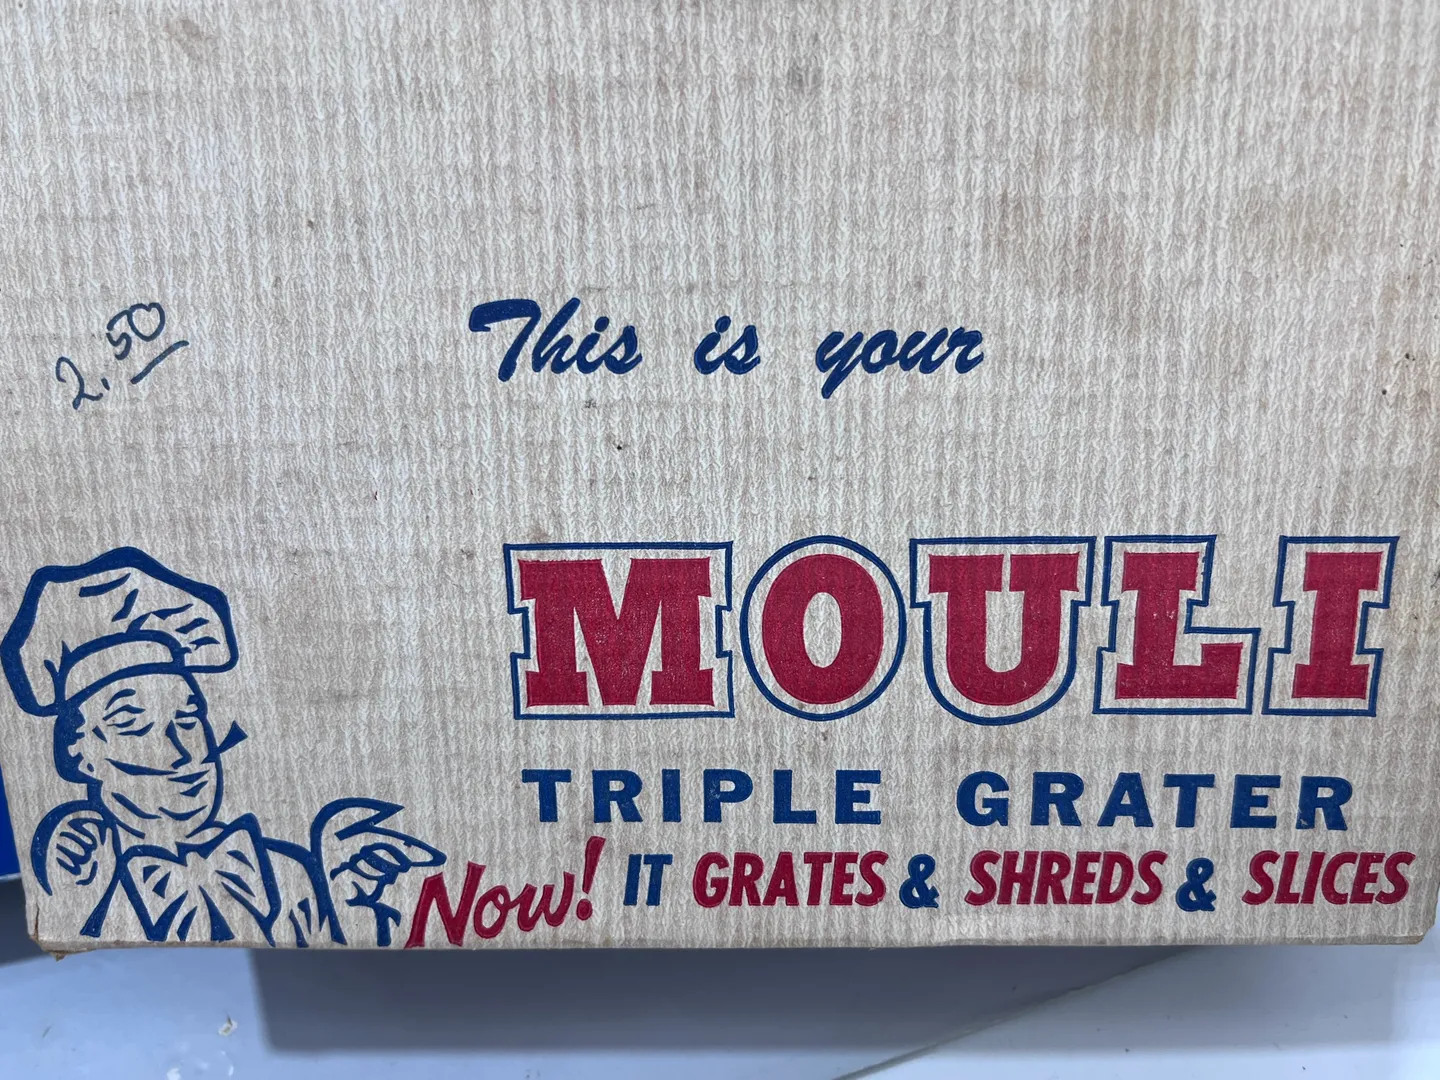 This is your
2.50
MOULI
TRIPLE GRATER
Now! IT GRATES & SHREDS & SLICES